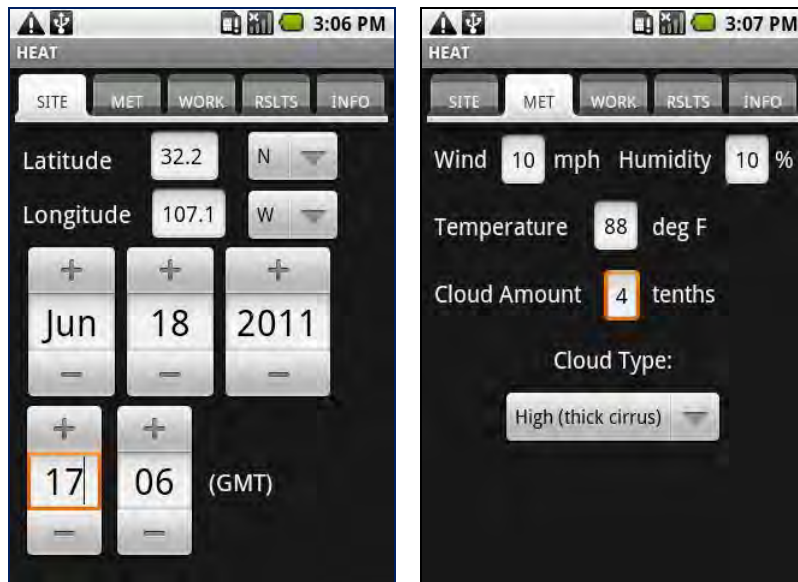 3:06 PM
HEAT
SITE MET WORK RSLTS INFO
Latitude 32.2 N
Longitude 107.1 W
+ + +
Jun 18 2011
− − −
+ +
17 06 (GMT)
− −
3:07 PM
HEAT
SITE MET WORK RSLTS INFO
Wind 10 mph Humidity 10 %
Temperature 88 deg F
Cloud Amount 4 tenths
Cloud Type:
High (thick cirrus)